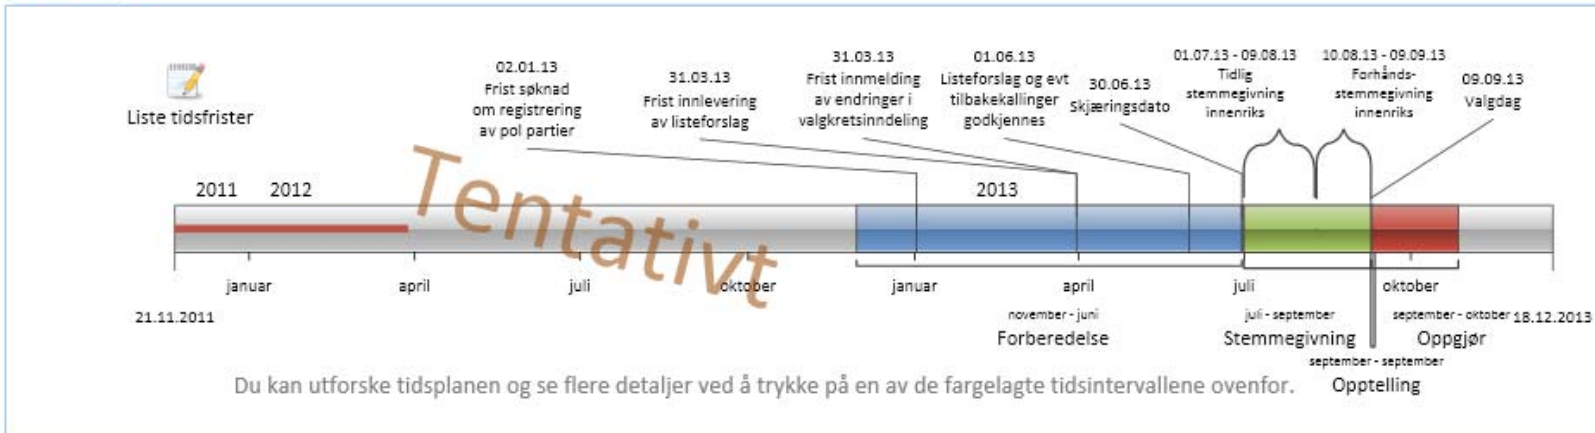 Liste tidsfrister
02.01.13
Frist søknad
om registrering
av pol partier
31.03.13
Frist innlevering
av listeforslag
31.03.13
Frist innmelding
av endringer i
valgkretsinndeling
01.06.13
Listeforslag og evt
tilbakekallinger
godkjennes
30.06.13
Skjæringsdato
01.07.13 - 09.08.13
Tidlig
stemmegivning
innenriks
10.08.13 - 09.09.13
Forhånds-
stemmegivning
innenriks
09.09.13
Valgdag
2011 2012 2013
Tentativt
januar april juli oktober januar april juli oktober
21.11.2011
18.12.2013
november - juni
Forberedelse
juli - september
Stemmegivning
september - oktober
Oppgjør
september - september
Opptelling
Du kan utforske tidsplanen og se flere detaljer ved å trykke på en av de fargelagte tidsintervallene ovenfor.